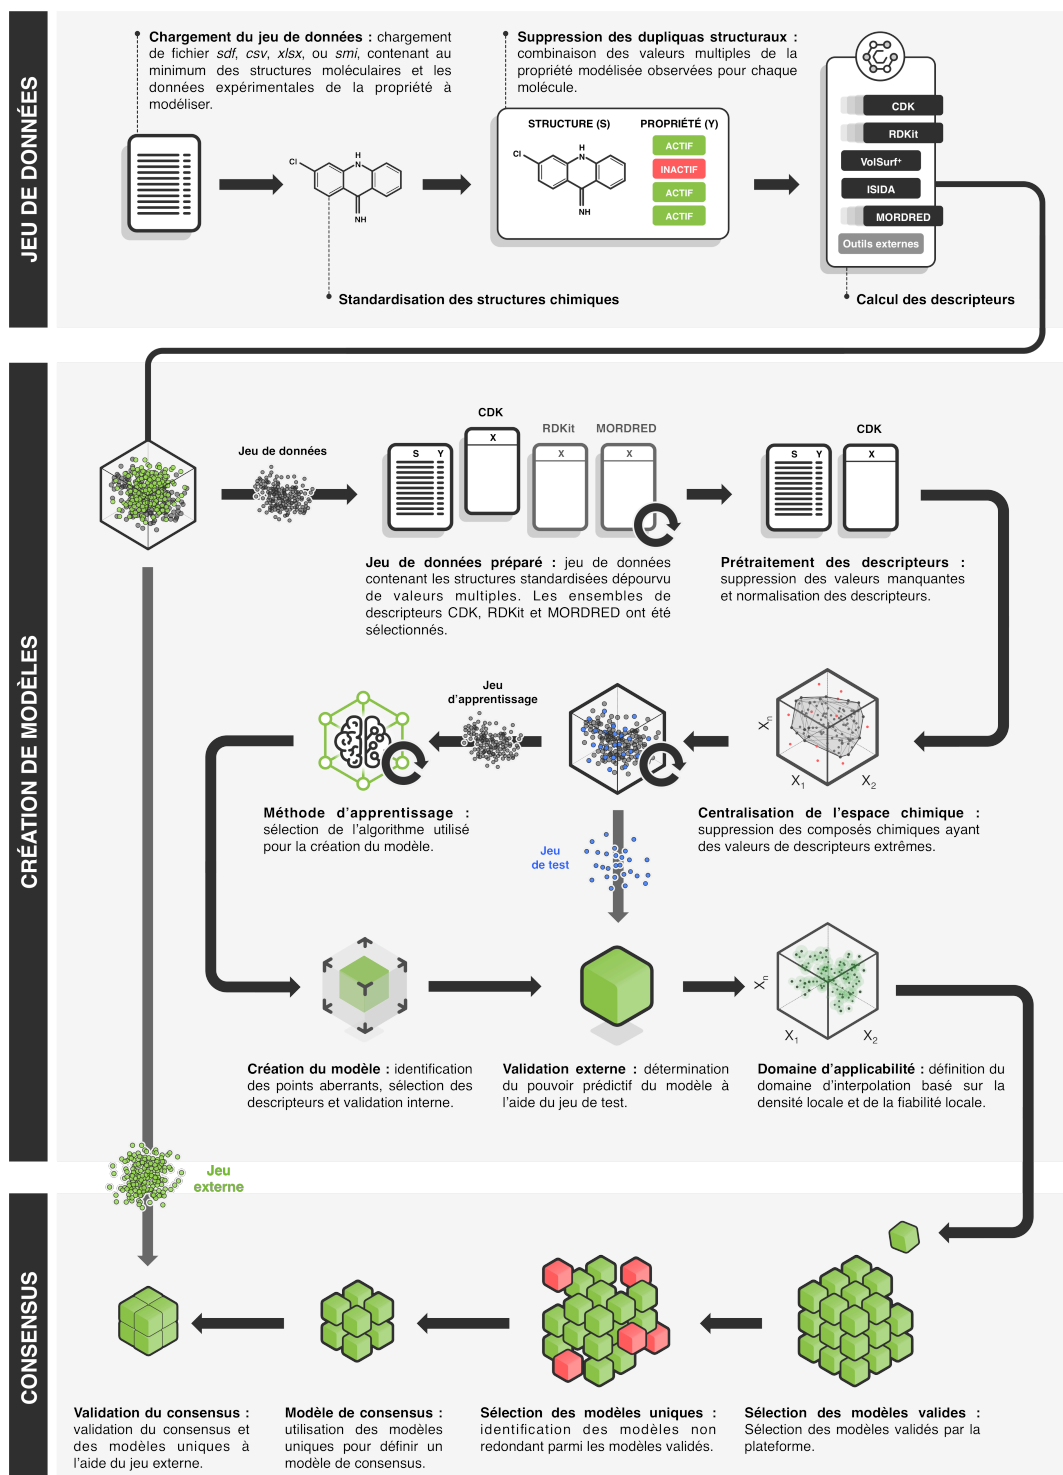 JEU DE DONNÉES
Chargement du jeu de données : chargement
de fichier sdf, csv, xlsx, ou smi, contenant au
minimum des structures moléculaires et les
données expérimentales de la propriété à
modéliser.
Suppression des dupliquas structuraux :
combinaison des valeurs multiples de la
propriété modélisée observées pour chaque
molécule.
STRUCTURE (S)
PROPRIÉTÉ (Y)
ACTIF
INACTIF
ACTIF
ACTIF
Cl
H
N
NH
Cl
H
N
NH
CDK
RDKit
VolSurf+
ISIDA
MORDRED
Outils externes
Standardisation des structures chimiques
Calcul des descripteurs
CRÉATION DE MODÈLES
Jeu de données
S Y
CDK
X
RDKit
X
MORDRED
X
S Y
CDK
X
Jeu de données préparé : jeu de données
contenant les structures standardisées dépourvu
de valeurs multiples. Les ensembles de
descripteurs CDK, RDKit et MORDRED ont été
sélectionnés.
Prétraitement des descripteurs :
suppression des valeurs manquantes
et normalisation des descripteurs.
Jeu
d'apprentissage
Xn
X1
X2
Méthode d'apprentissage :
sélection de l'algorithme utilisé
pour la création du modèle.
Jeu
de test
Centralisation de l'espace chimique :
suppression des composés chimiques ayant
des valeurs de descripteurs extrêmes.
Xn
X1
X2
Création du modèle : identification
des points aberrants, sélection des
descripteurs et validation interne.
Validation externe : détermination
du pouvoir prédictif du modèle à
l'aide du jeu de test.
Domaine d'applicabilité : définition du
domaine d'interpolation basé sur la
densité locale et de la fiabilité locale.
Jeu
externe
CONSENSUS
Validation du consensus :
validation du consensus et
des modèles uniques à
l'aide du jeu externe.
Modèle de consensus :
utilisation des modèles
uniques pour définir un
modèle de consensus.
Sélection des modèles uniques :
identification des modèles non
redondant parmi les modèles validés.
Sélection des modèles valides :
Sélection des modèles validés par la
plateforme.